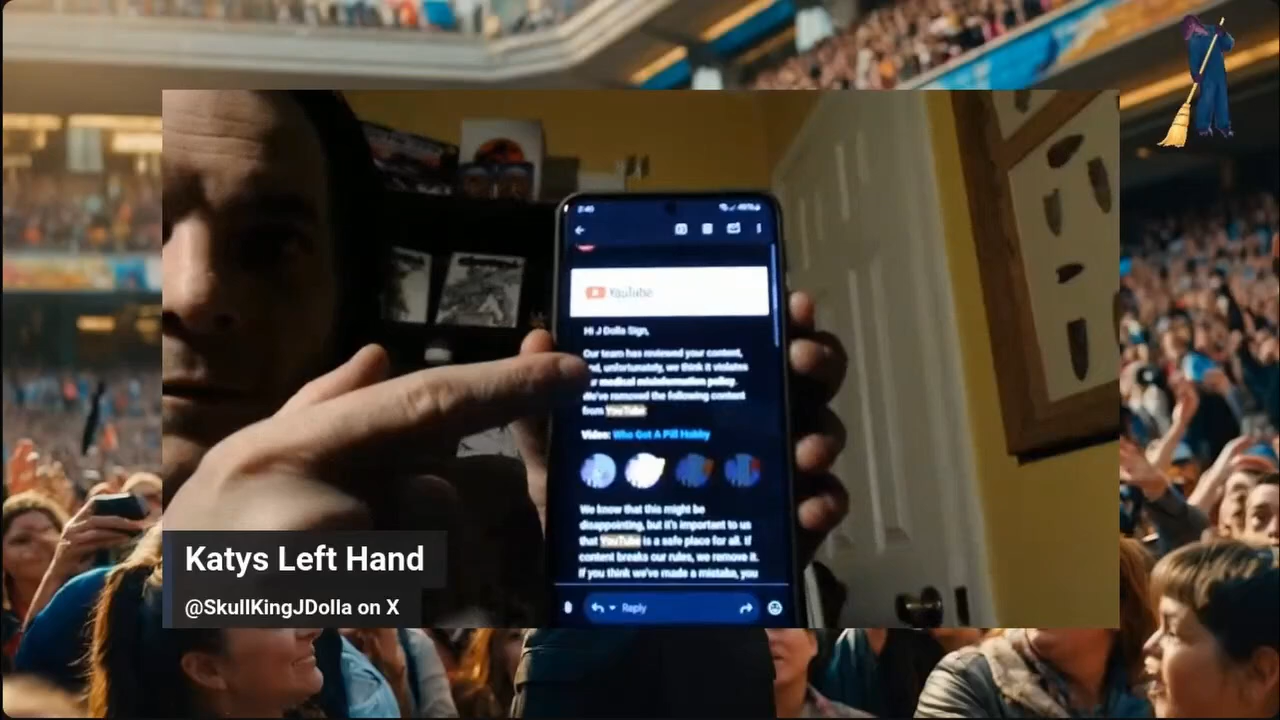 2:40
YouTube
Hi J Dolla Sign,
Our team has reviewed your content,
unfortunately, we think it violates
medical misinformation policy.
We've removed the following content
from YouTube
Video: Who Got A Pill Hubby
We know that this might be
disappointing, but it's important to us
that YouTube is a safe place for all. If
content breaks our rules, we remove it.
If you think we've made a mistake, you
Reply
Katys Left Hand
@SkullKingJDolla on X